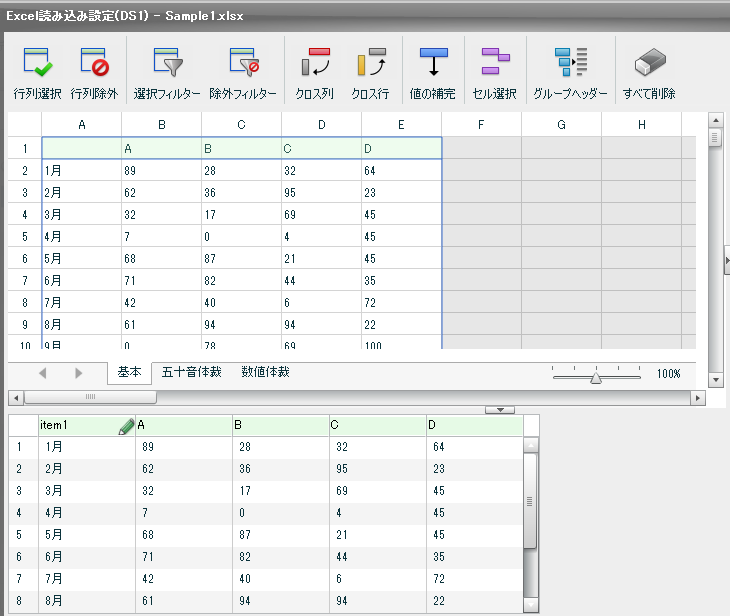 Excel読み込み設定(DS1) - Sample1.xlsx
行列選択 行列除外 選択フィルター 除外フィルター クロス列 クロス行 値の補完 セル選択 グループヘッダー すべて削除
A B C D E F G H
1 A B C D
2 1月 89 28 32 64
3 2月 62 36 95 23
4 3月 32 17 69 45
5 4月 7 0 4 45
6 5月 68 87 21 45
7 6月 71 82 44 35
8 7月 42 40 6 72
9 8月 61 94 94 22
10 9月 0 78 69 100
基本 五十音体裁 数値体裁 100%
item1 A B C D
1 1月 89 28 32 64
2 2月 62 36 95 23
3 3月 32 17 69 45
4 4月 7 0 4 45
5 5月 68 87 21 45
6 6月 71 82 44 35
7 7月 42 40 6 72
8 8月 61 94 94 22